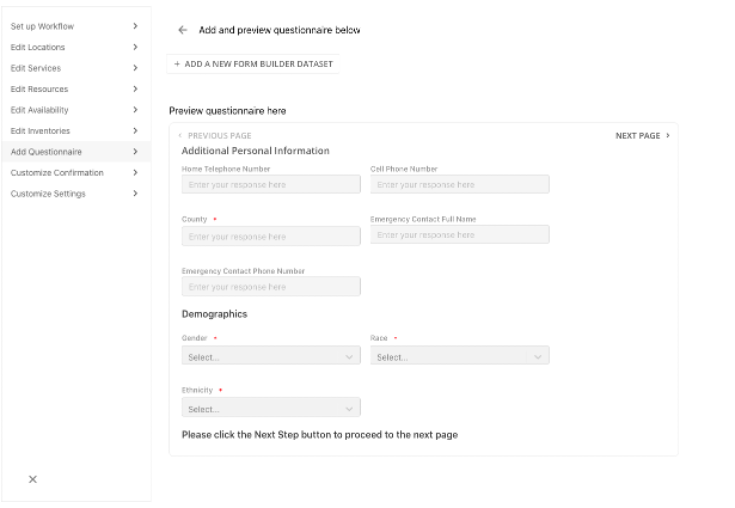 Set up Workflow
Edit Locations
Edit Services
Edit Resources
Edit Availability
Edit Inventories
Add Questionnaire
Customize Confirmation
Customize Settings
Add and preview questionnaire below
+ ADD A NEW FORM BUILDER DATASET
Preview questionnaire here
PREVIOUS PAGE NEXT PAGE
Additional Personal Information
Home Telephone Number Cell Phone Number
Enter your response here Enter your response here
County * Emergency Contact Full Name
Enter your response here Enter your response here
Emergency Contact Phone Number
Enter your response here
Demographics
Gender * Race *
Select... Select...
Ethnicity *
Select...
Please click the Next Step button to proceed to the next page